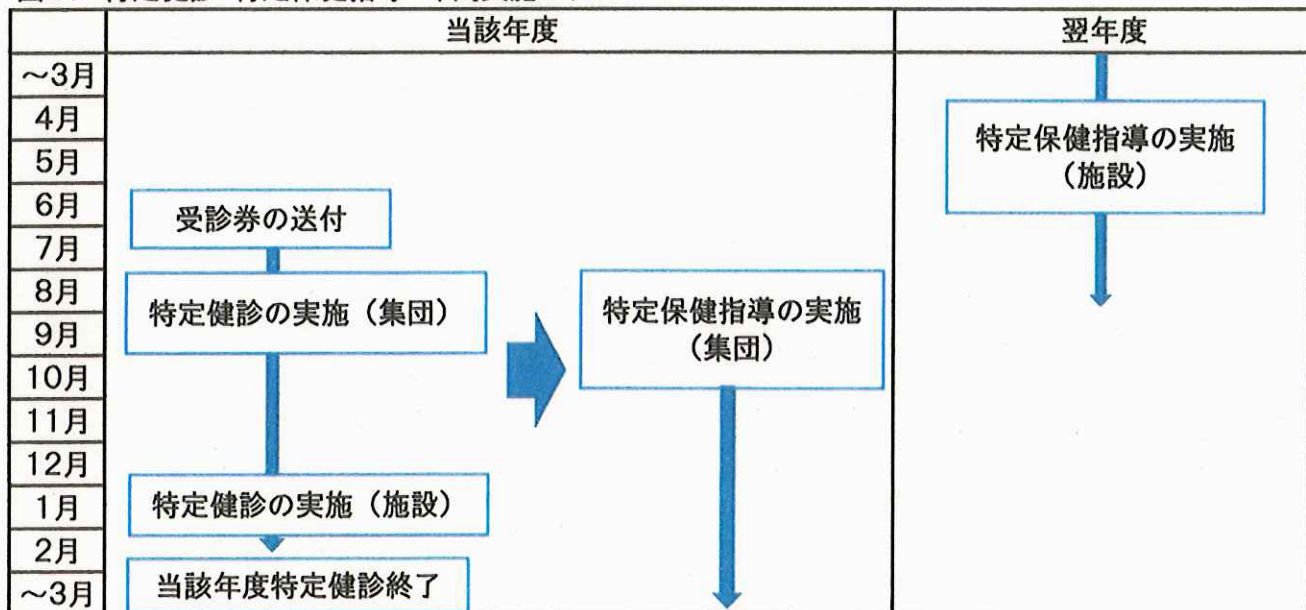 当該年度
翌年度
～3月
4月
5月
6月
7月
8月
9月
10月
11月
12月
1月
2月
～3月
受診券の送付
特定健診の実施（集団）
特定健診の実施（施設）
当該年度特定健診終了
特定保健指導の実施
（集団）
特定保健指導の実施
（施設）